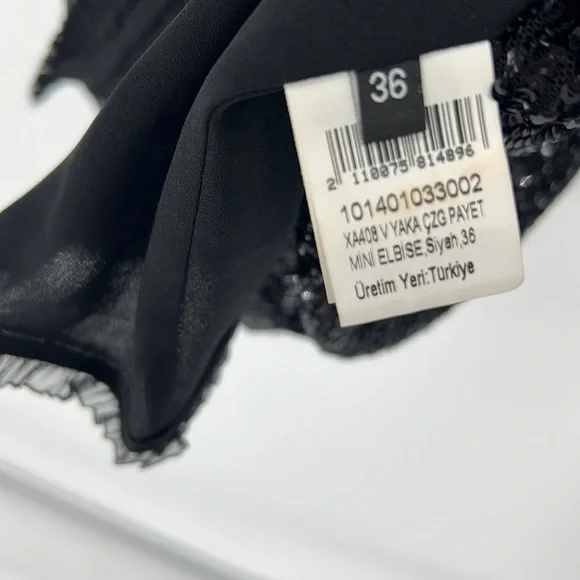 36
2 110075 814896
101401033002
XA408 V YAKA ÇZG PAYET
MİNİ ELBİSE,Siyah,36
Üretim Yeri:Türkiye